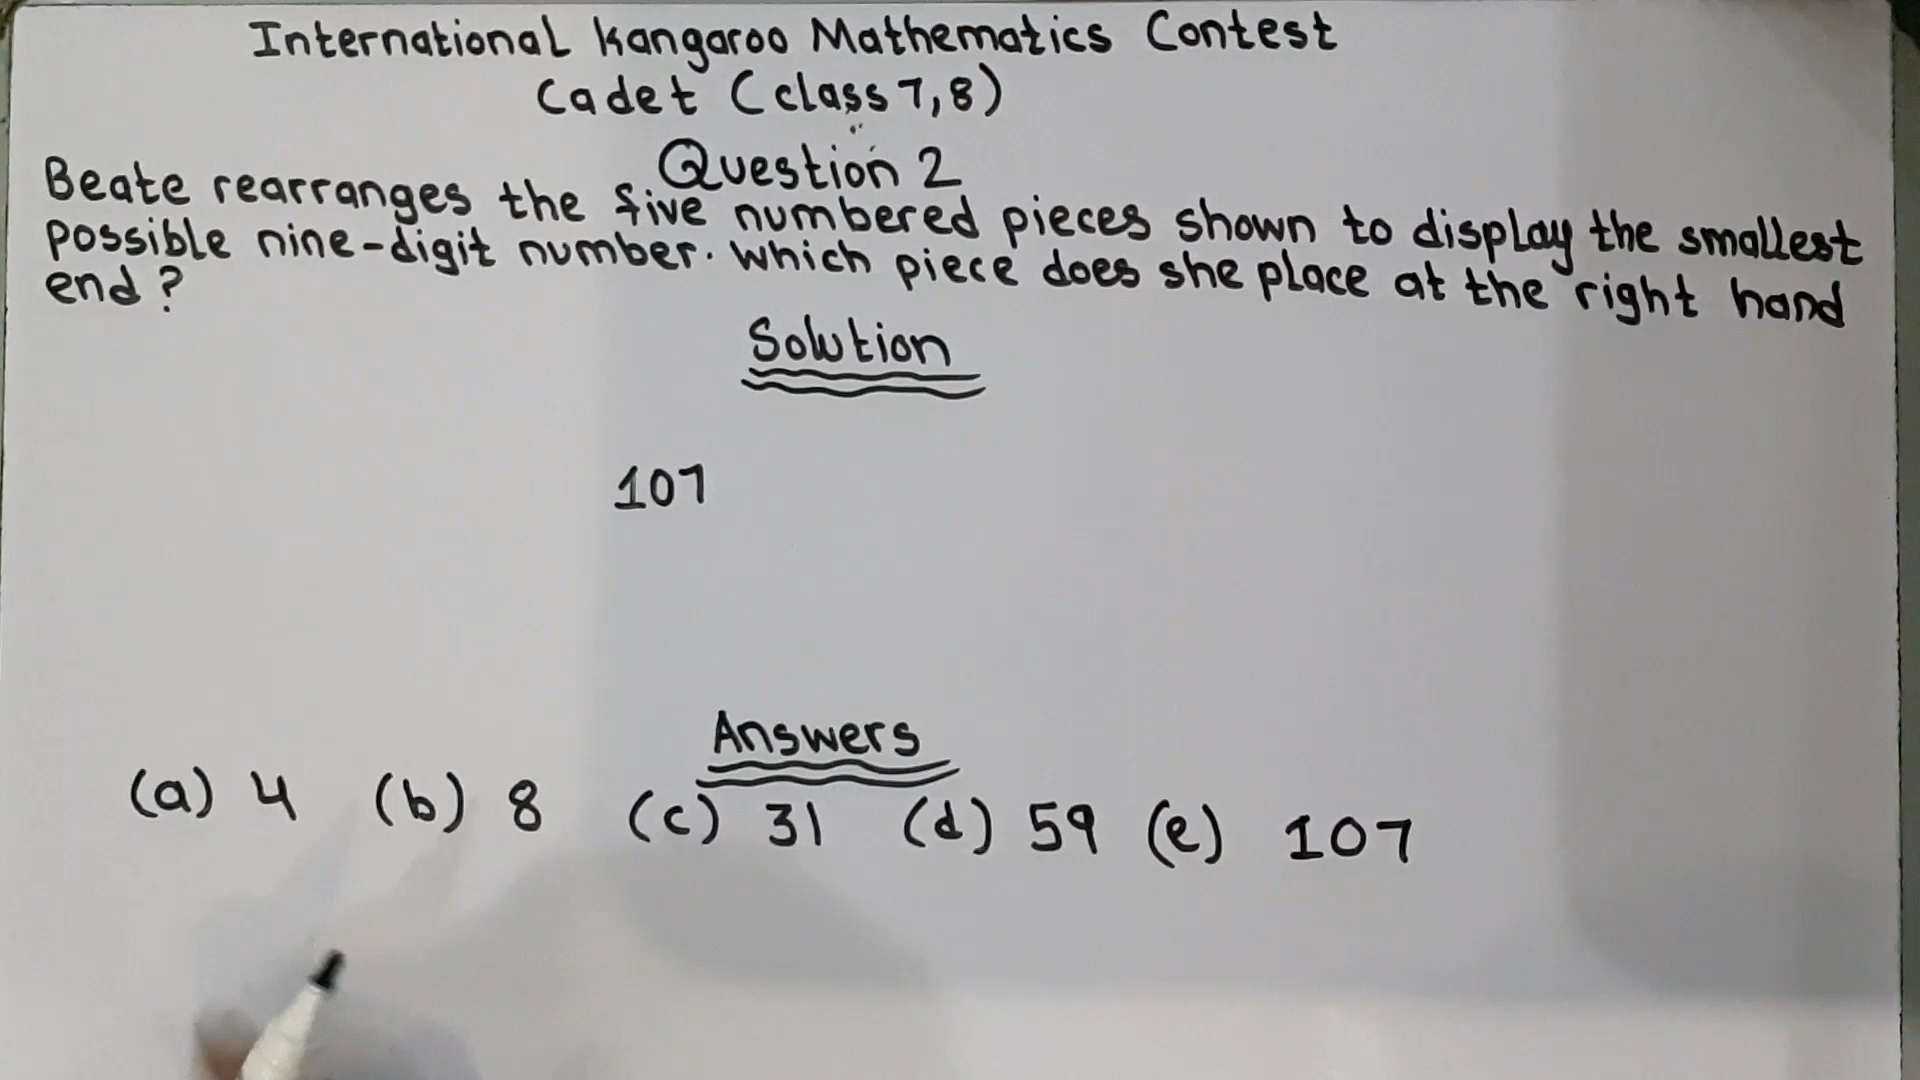 International Kangaroo Mathematics Contest
Cadet (class 7,8)
Question 2
Beate rearranges the five numbered pieces shown to display the smallest
possible nine-digit number. Which piece does she place at the right hand
end?
Solution
107
Answers
(a) 4 (b) 8 (c) 31 (d) 59 (e) 107